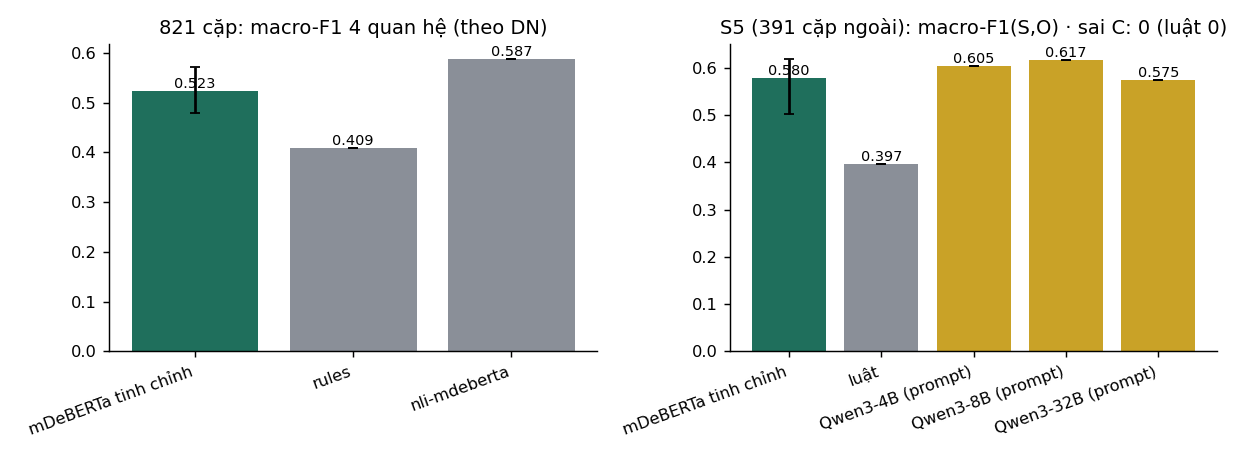 821 cặp: macro-F1 4 quan hệ (theo DN)
0.6
0.5
0.4
0.3
0.2
0.1
0.0
0.523
0.409
0.587
mDeBERTa tinh chỉnh
rules
nli-mdeberta
S5 (391 cặp ngoài): macro-F1(S,O) · sai C: 0 (luật 0)
0.6
0.5
0.4
0.3
0.2
0.1
0.0
0.580
0.397
0.605
0.617
0.575
mDeBERTa tinh chỉnh
luật
Qwen3-4B (prompt)
Qwen3-8B (prompt)
Qwen3-32B (prompt)